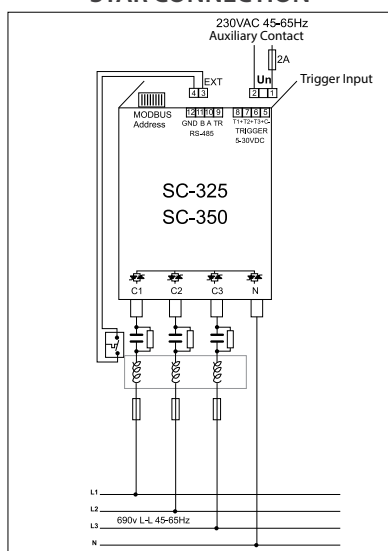 STAR CONNECTION
230VAC 45-65Hz
Auxiliary Contact
2A
EXT
Un
Trigger Input
4 3
2 1
MODBUS
Address
12 11 10 9
8 7 6 5
GND B A TR
T1+T2+T3+C-
RS-485
TRIGGER
5-30VDC
SC-325
SC-350
C1 C2 C3 N
L1
L2
690v L-L 45-65Hz
L3
N